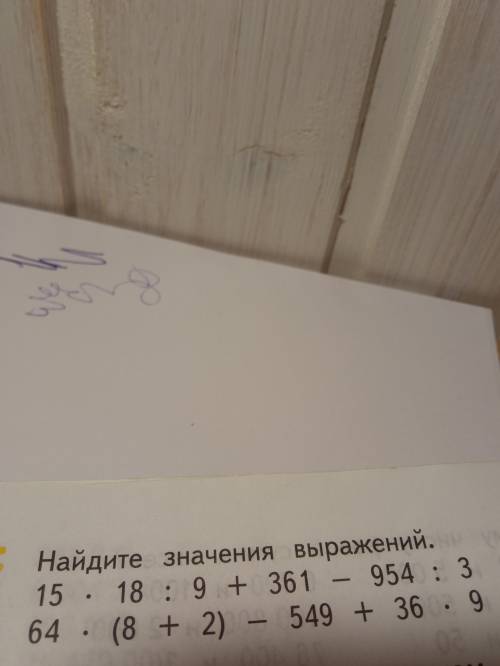 Найдите значения выражений.
15 · 18 : 9 + 361 − 954 : 3
64 · (8 + 2) − 549 + 36 · 9